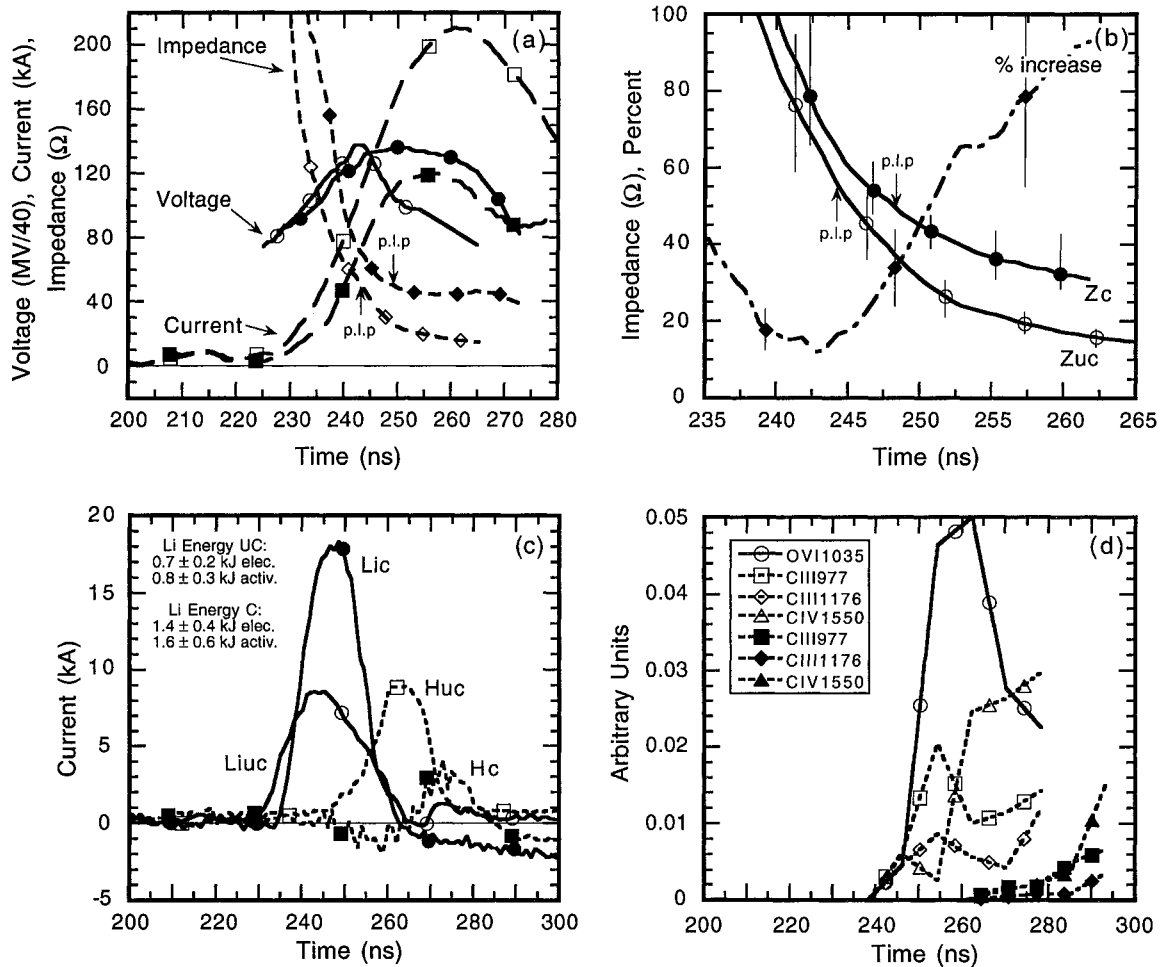 (a)
Impedance
Voltage
p.l.p
p.l.p
Current
Voltage (MV/40), Current (kA),
Impedance (Ω)
200
160
120
80
40
0
200 210 220 230 240 250 260 270 280
Time (ns)
(b)
% increase
p.l.p
p.l.p
Zc
Zuc
Impedance (Ω), Percent
100
80
60
40
20
0
235 240 245 250 255 260 265
Time (ns)
(c)
Li Energy UC:
0.7 ± 0.2 kJ elec.
0.8 ± 0.3 kJ activ.
Li Energy C:
1.4 ± 0.4 kJ elec.
1.6 ± 0.6 kJ activ.
Lic
Huc
Liuc
Hc
Current (kA)
20
15
10
5
0
-5
200 220 240 260 280 300
Time (ns)
(d)
OVI1035
CIII977
CIII1176
CIV1550
CIII977
CIII1176
CIV1550
Arbitrary Units
0.05
0.04
0.03
0.02
0.01
0
200 220 240 260 280 300
Time (ns)